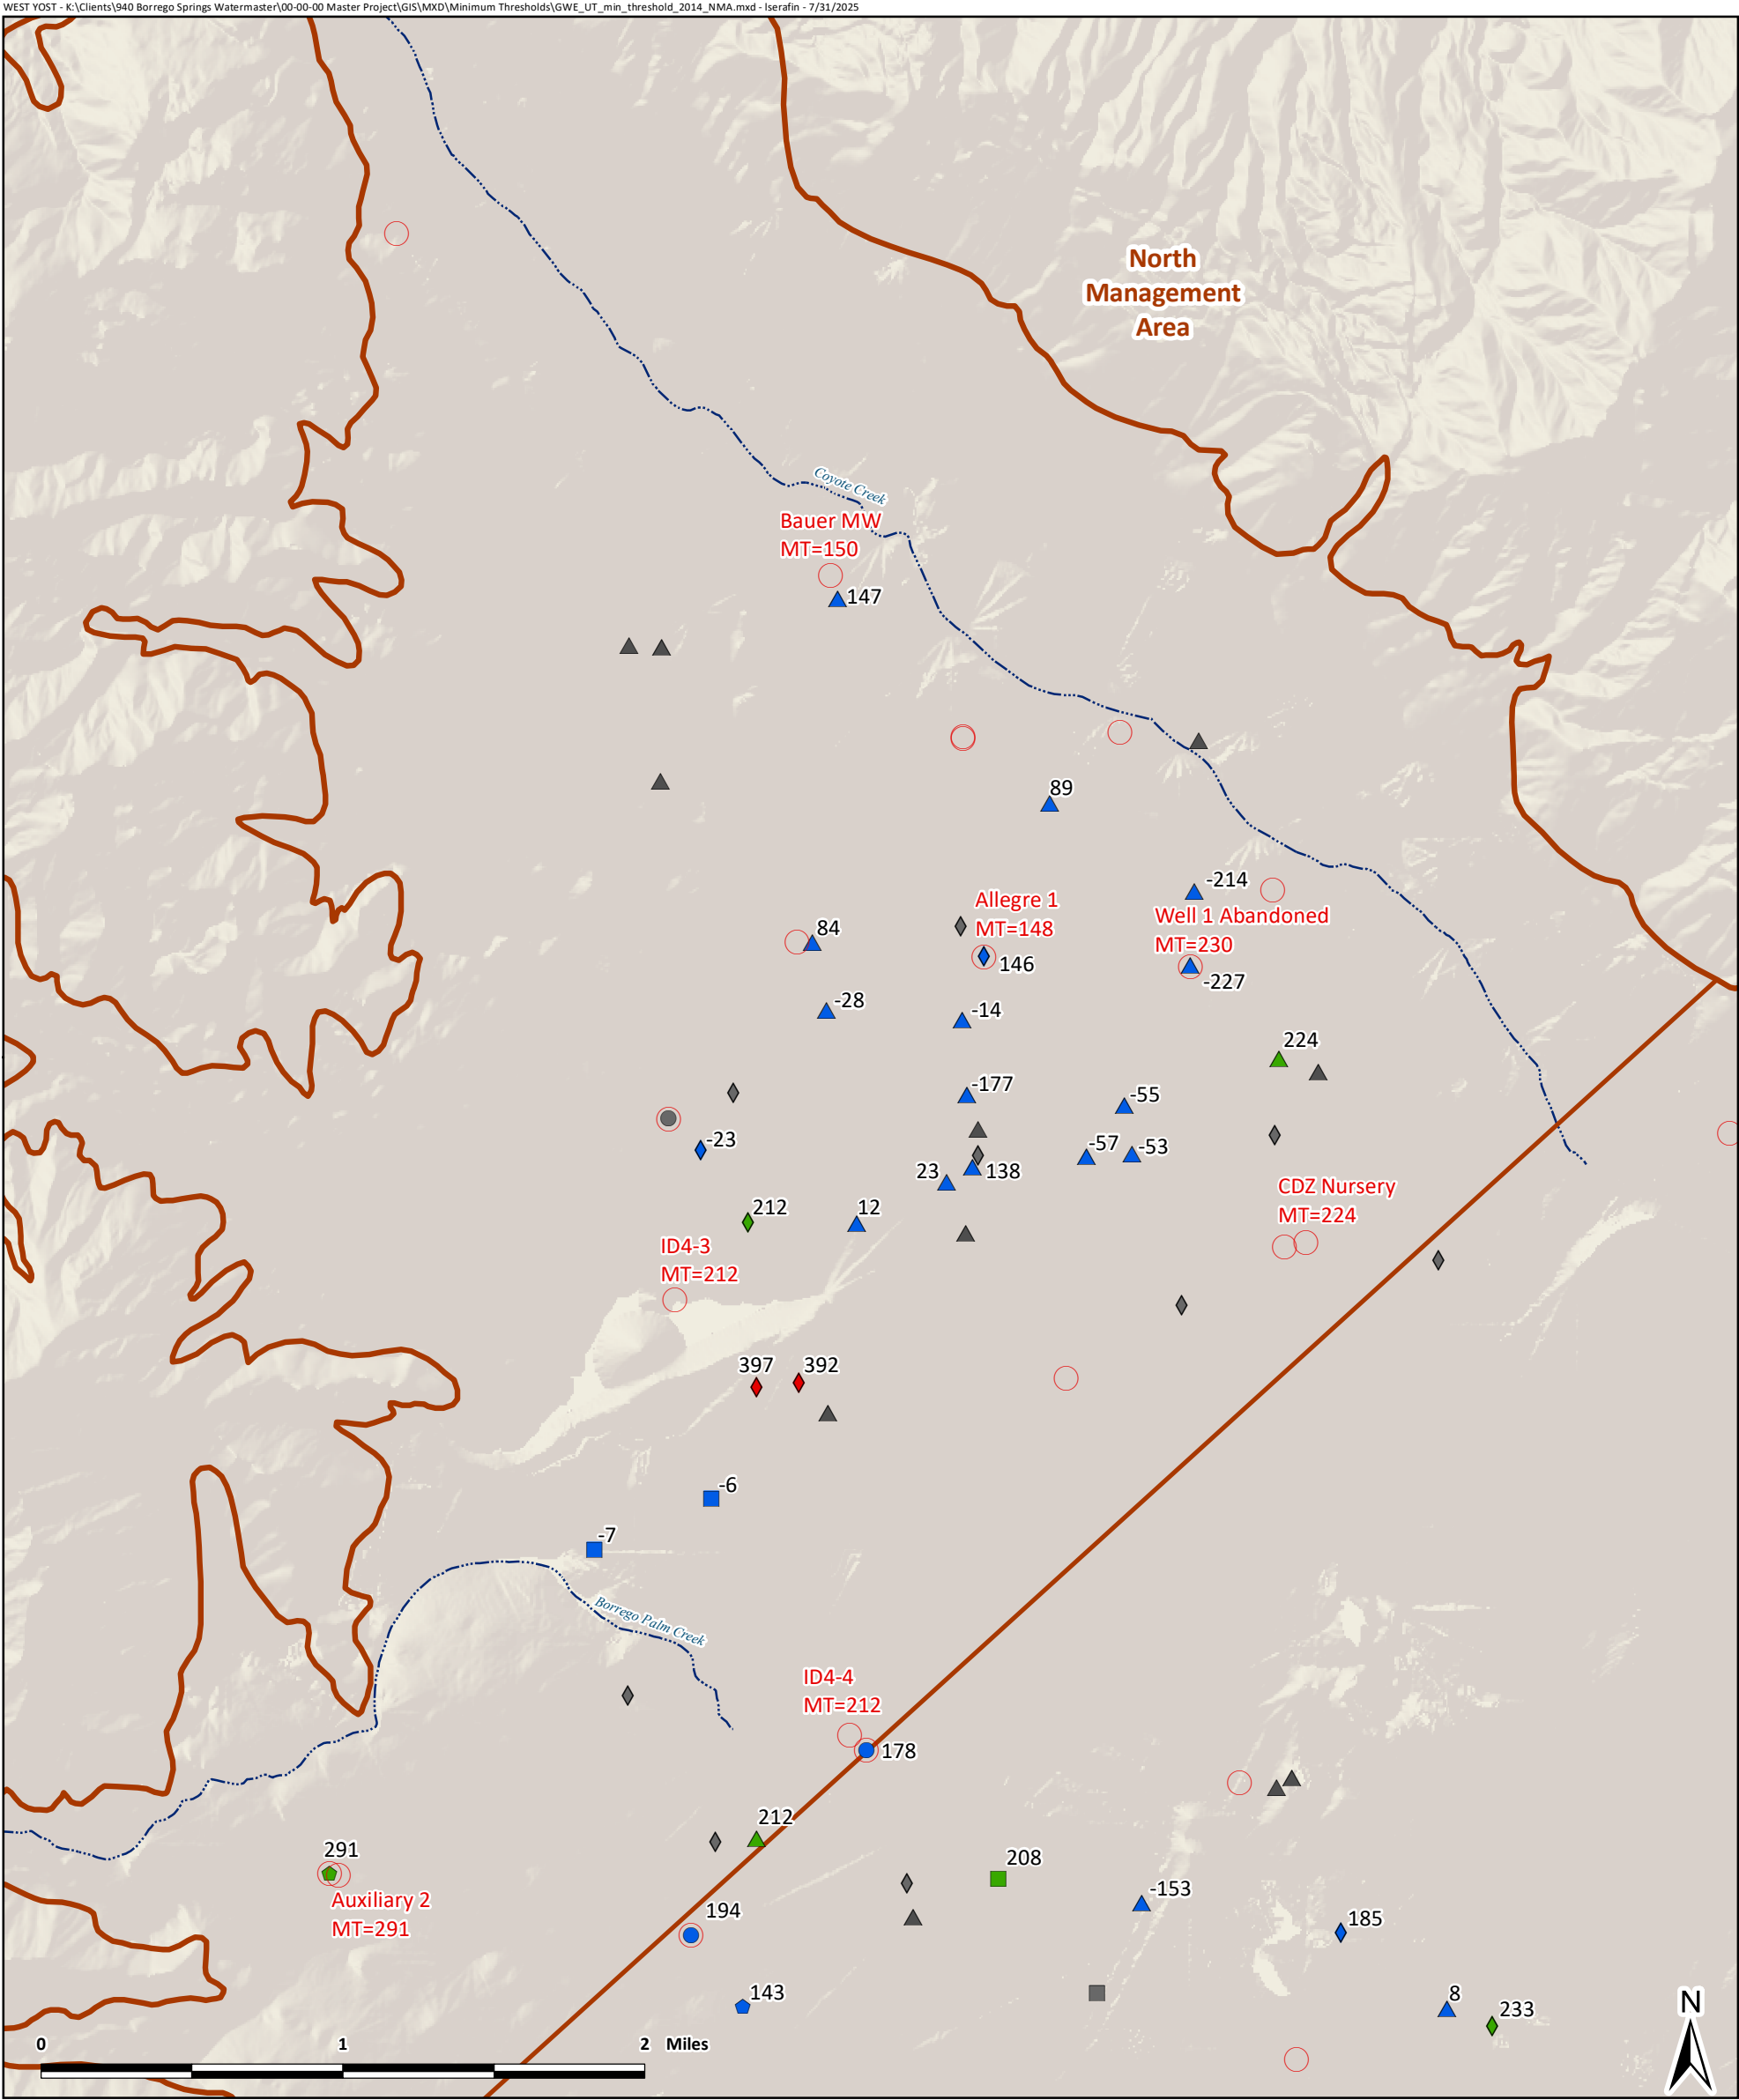 WEST YOST - K:\Clients\940 Borrego Springs Watermaster\00-00-00 Master Project\GIS\MXD\Minimum Thresholds\GWE_UT_min_threshold_2014_NMA.mxd - lserafin - 7/31/2025
North
Management
Area
Coyote Creek
Bauer MW
MT=150
147
89
-214
Allegre 1
MT=148
Well 1 Abandoned
MT=230
84
146
-227
-28
-14
224
-177
-55
-23
-57
-53
23
138
CDZ Nursery
MT=224
212
12
ID4-3
MT=212
397
392
-6
-7
Borrego Palm Creek
ID4-4
MT=212
178
212
291
208
Auxiliary 2
MT=291
-153
194
185
143
8
233
N
0
1
2 Miles